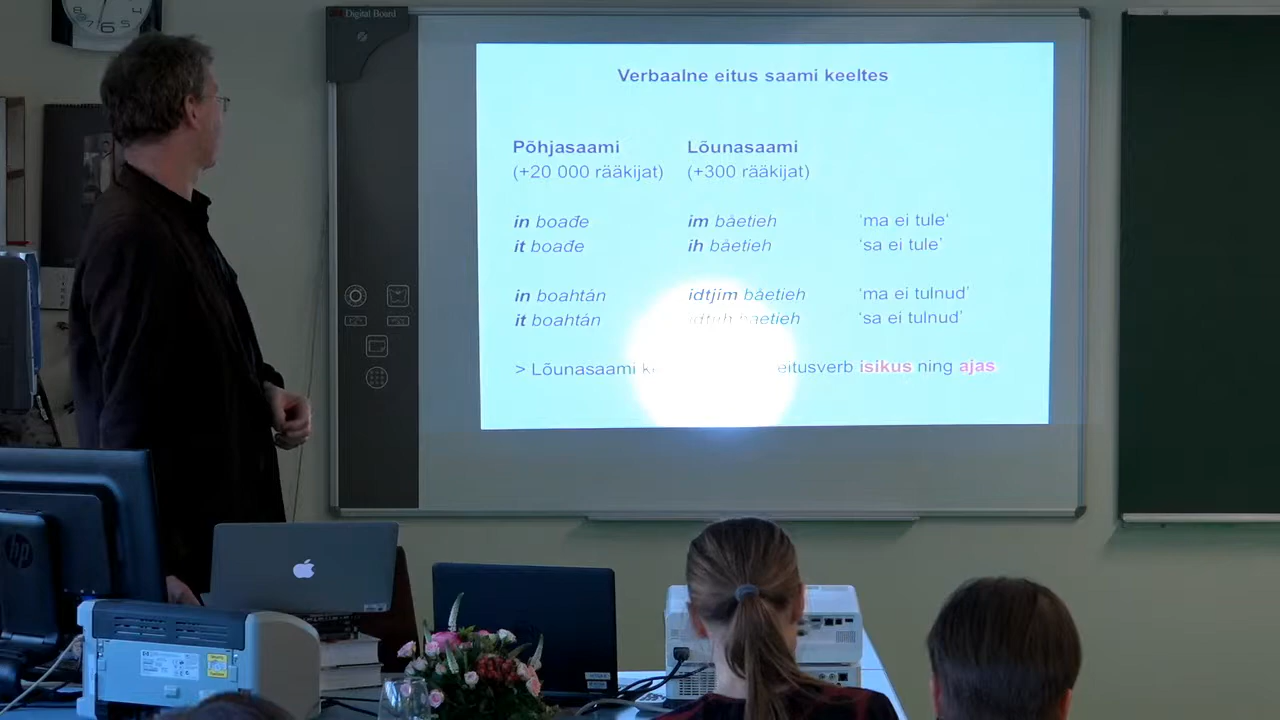 Digital Board
Verbaalne eitus saami keeltes
Põhjasaami Lõunasaami
(+20 000 rääkijat) (+300 rääkijat)
in boađe im båetieh 'ma ei tule'
it boađe ih båetieh 'sa ei tule'
in boahtán idtjim båetieh 'ma ei tulnud'
it boahtán båetieh 'sa ei tulnud'
> Lõunasaami eitusverb isikus ning ajas
hp